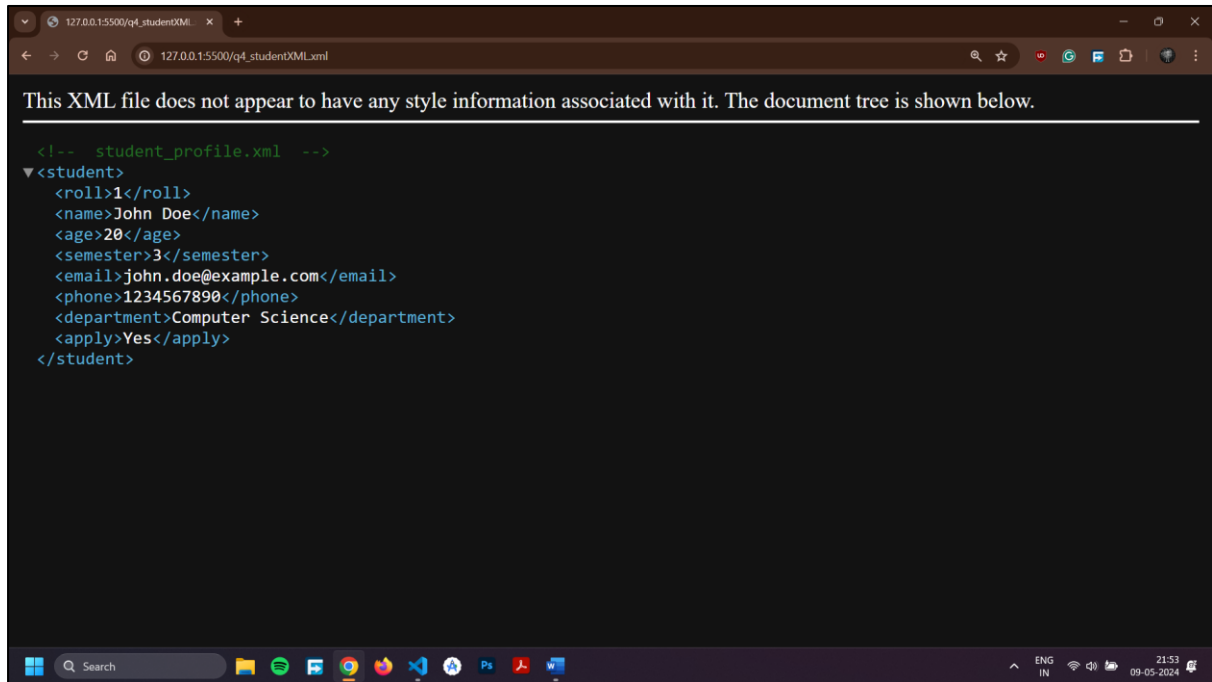 127.0.0.1:5500/q4_studentXML.
127.0.0.1:5500/q4_studentXML.xml
This XML file does not appear to have any style information associated with it. The document tree is shown below.
<!-- student_profile.xml -->
<student>
<roll>1</roll>
<name>John Doe</name>
<age>20</age>
<semester>3</semester>
<email>john.doe@example.com</email>
<phone>1234567890</phone>
<department>Computer Science</department>
<apply>Yes</apply>
</student>
Search
Ps
ENG
IN
21:53
09-05-2024